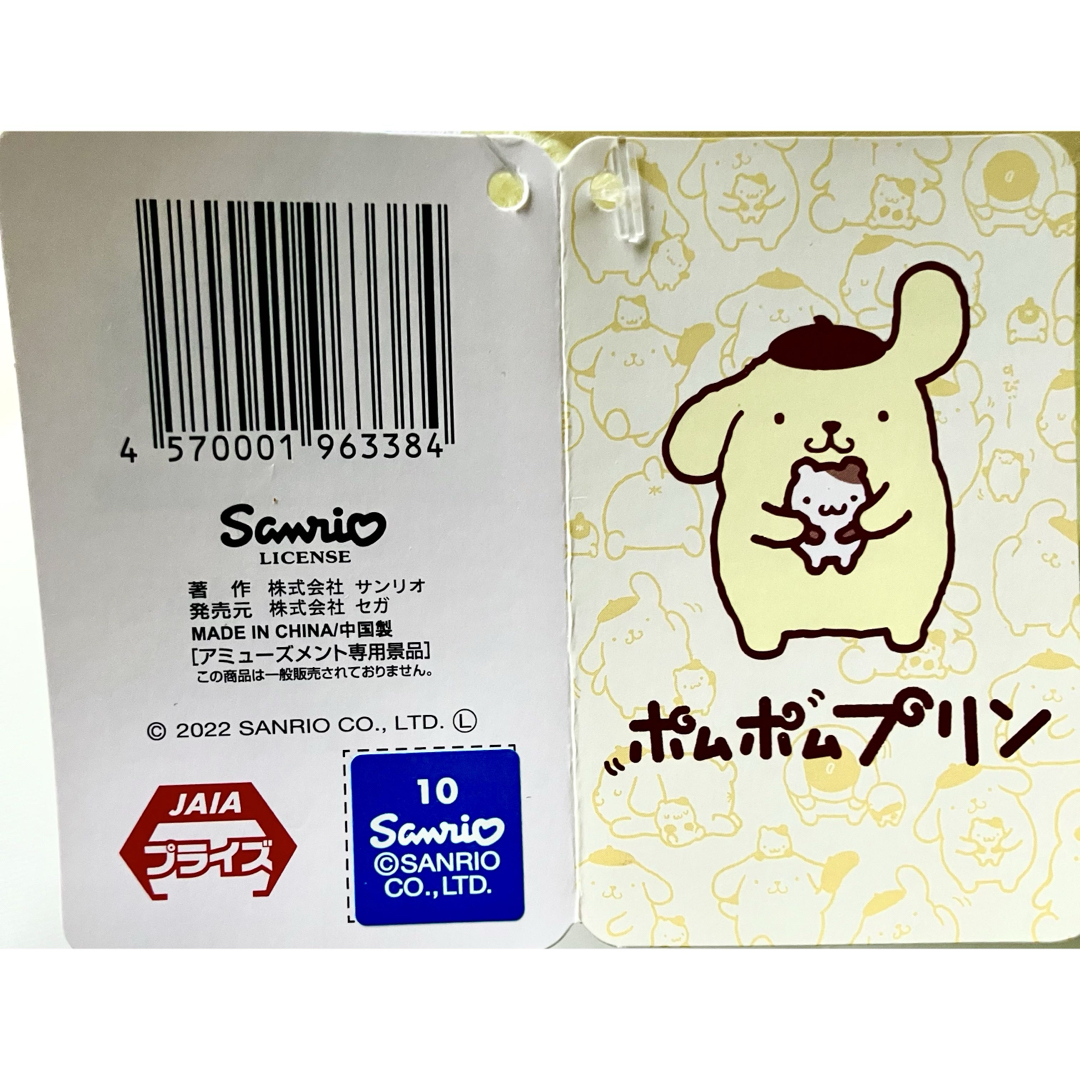 4 570001 963384
Sanrio
LICENSE
著 作 株式会社 サンリオ
発売元 株式会社 セガ
MADE IN CHINA/中国製
[アミューズメント専用景品]
この商品は一般販売されておりません。
© 2022 SANRIO CO., LTD. Ⓛ
JAIA
プライズ
10
Sanrio
©SANRIO
CO.,LTD.
のびー
ポムポムプリン